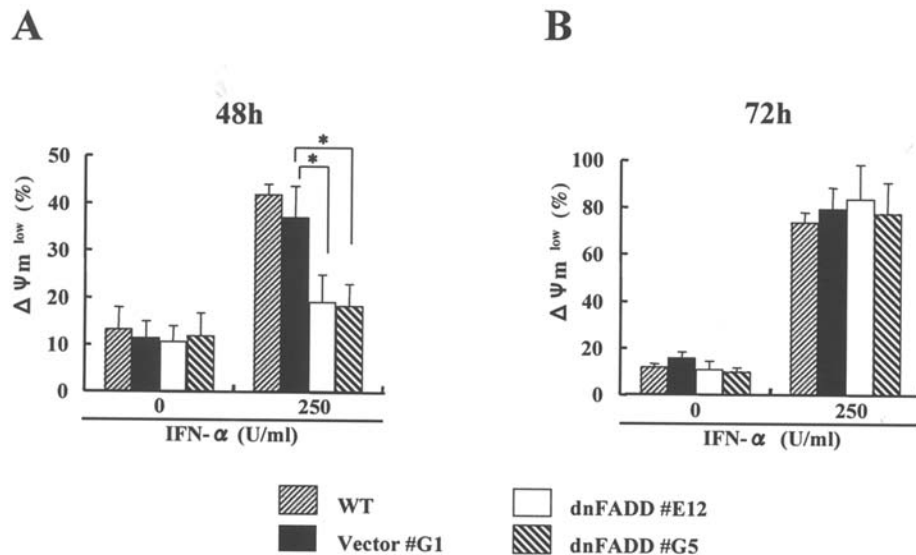 A
B
48h
72h
ΔΨm low (%)
50
40
30
20
10
0
* *
0 250
IFN-α (U/ml)
ΔΨm low (%)
100
80
60
40
20
0
0 250
IFN-α (U/ml)
WT
Vector #G1
dnFADD #E12
dnFADD #G5